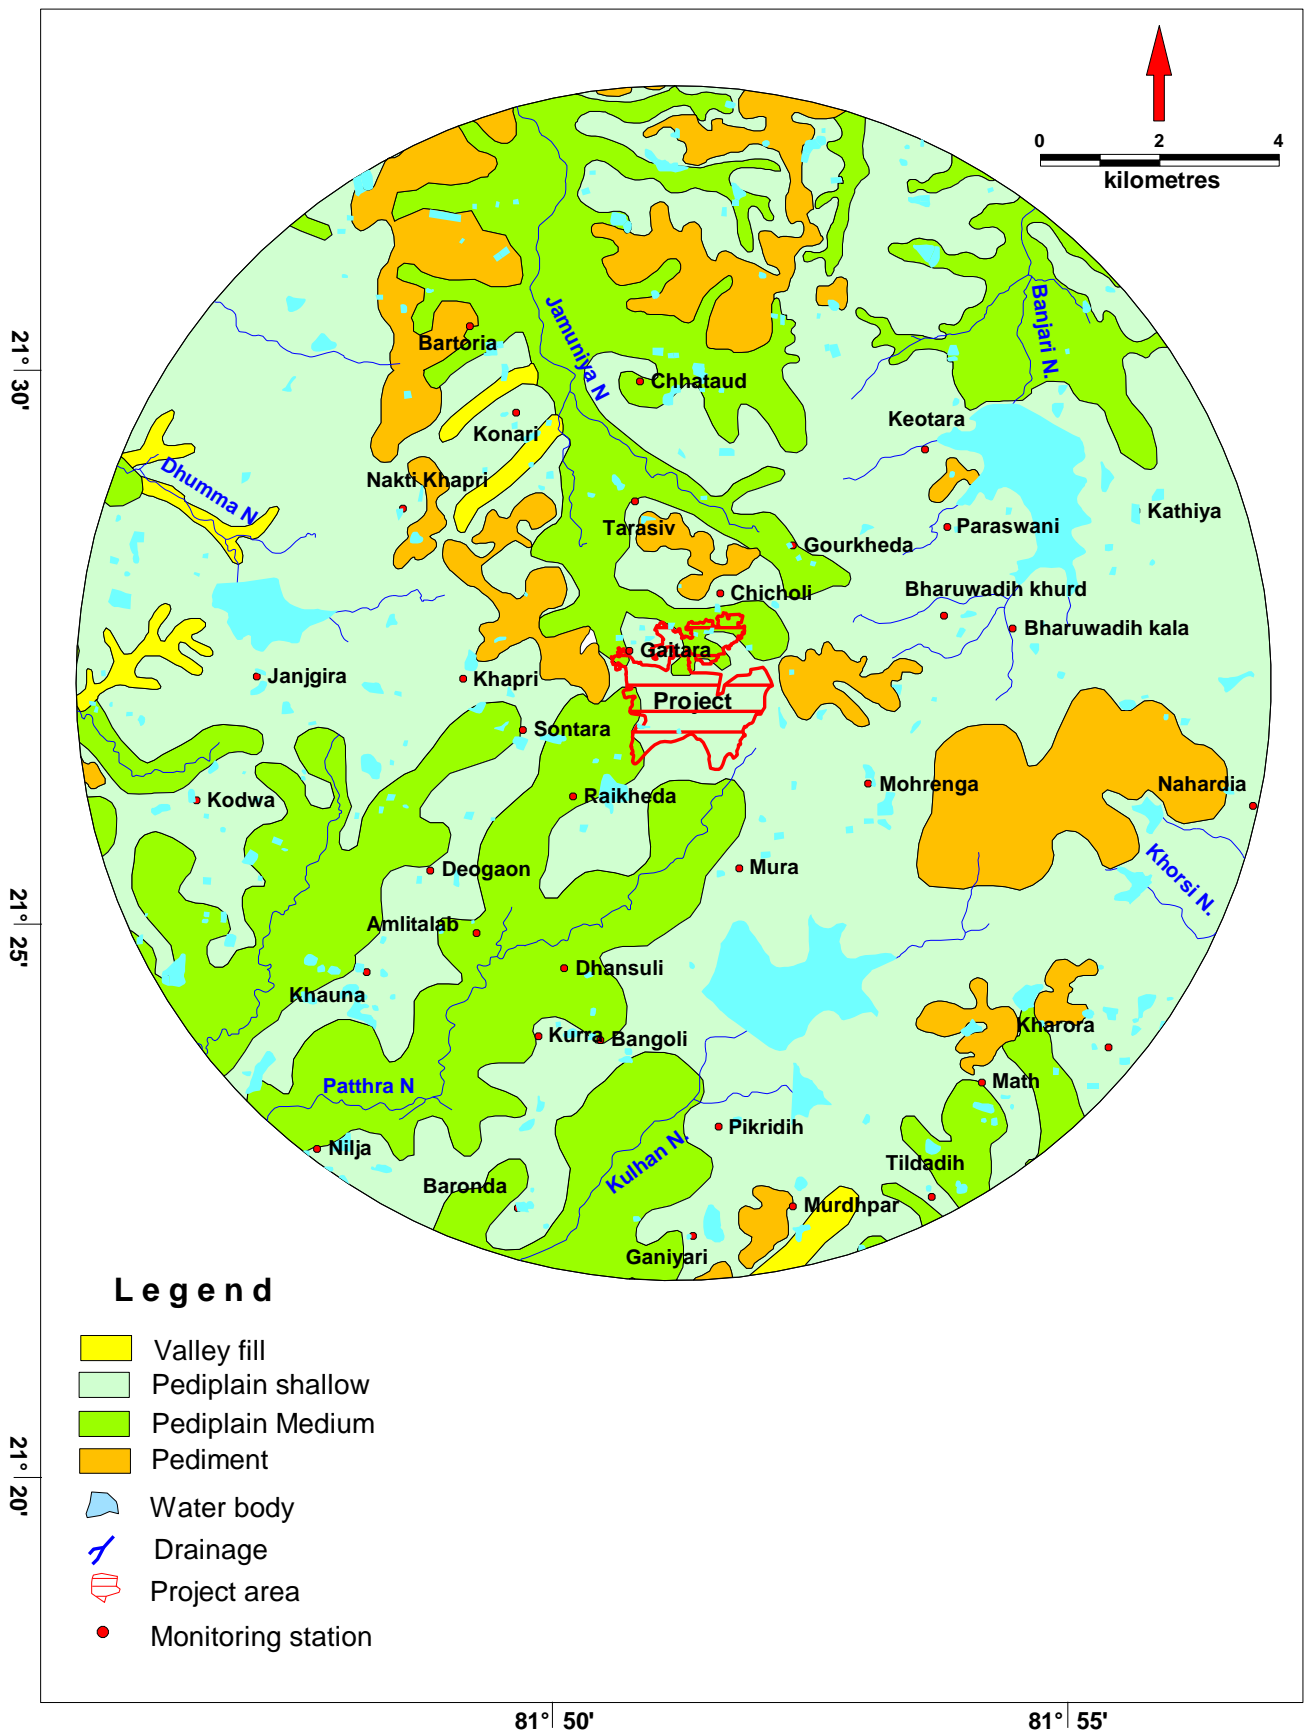 0 2 4
kilometres
Jamuniya N
Banjari N.
Bartoria
21° 30'
Chhataud
Keotara
Konari
Nakti Khapri
Dhumma N
Kathiya
Tarasiv
Paraswani
Gourkheda
Chicholi
Bharuwadih khurd
Bharuwadih kala
Gaitara
Janjgira
Khapri
Project
Sontara
Mohrenga
Nahardia
Kodwa
Raikheda
Deogaon
Mura
Khorsi N.
Amlitalab
21° 25'
Dhansuli
Khauna
Kharora
Kurra
Bangoli
Math
Patthra N
Pikridih
Nilja
Kulhan N.
Tildadih
Baronda
Murdhpar
Ganiyari
Legend
Valley fill
Pediplain shallow
Pediplain Medium
Pediment
21° 20'
Water body
Drainage
Project area
Monitoring station
81° 50' 81° 55'